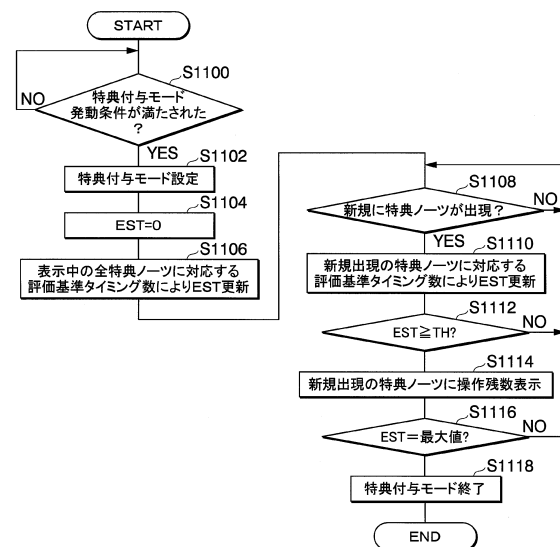 START
S1100
特典付与モード
発動条件が満たされた
?
NO
YES
S1102
特典付与モード設定
S1104
EST=0
S1106
表示中の全特典ノーツに対応する
評価基準タイミング数によりEST更新
S1108
新規に特典ノーツが出現?
NO
YES
S1110
新規出現の特典ノーツに対応する
評価基準タイミング数によりEST更新
S1112
EST≧TH?
NO
S1114
新規出現の特典ノーツに操作残数表示
S1116
EST=最大値?
NO
S1118
特典付与モード終了
END